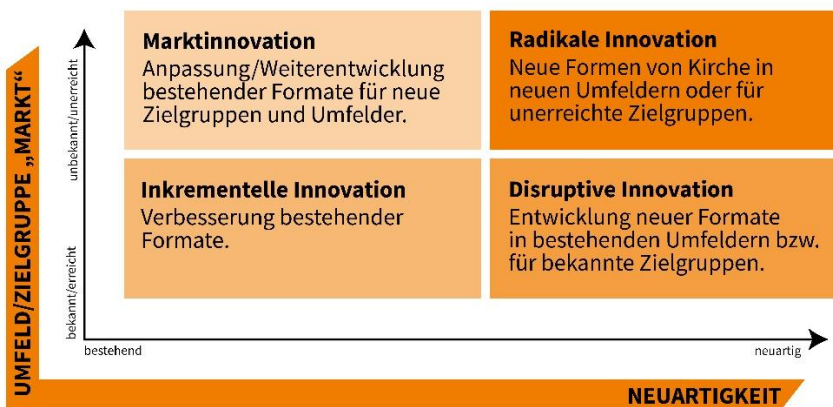 Marktinnovation
Anpassung/Weiterentwicklung
bestehender Formate für neue
Zielgruppen und Umfelder.
Radikale Innovation
Neue Formen von Kirche in
neuen Umfeldern oder für
unerreichte Zielgruppen.
Inkrementelle Innovation
Verbesserung bestehender
Formate.
Disruptive Innovation
Entwicklung neuer Formate
in bestehenden Umfeldern bzw.
für bekannte Zielgruppen.
UMFELD/ZIELGRUPPE „MARKT“
unbekannt/unerreicht
bekannt/erreicht
bestehend
neuartig
NEUARTIGKEIT